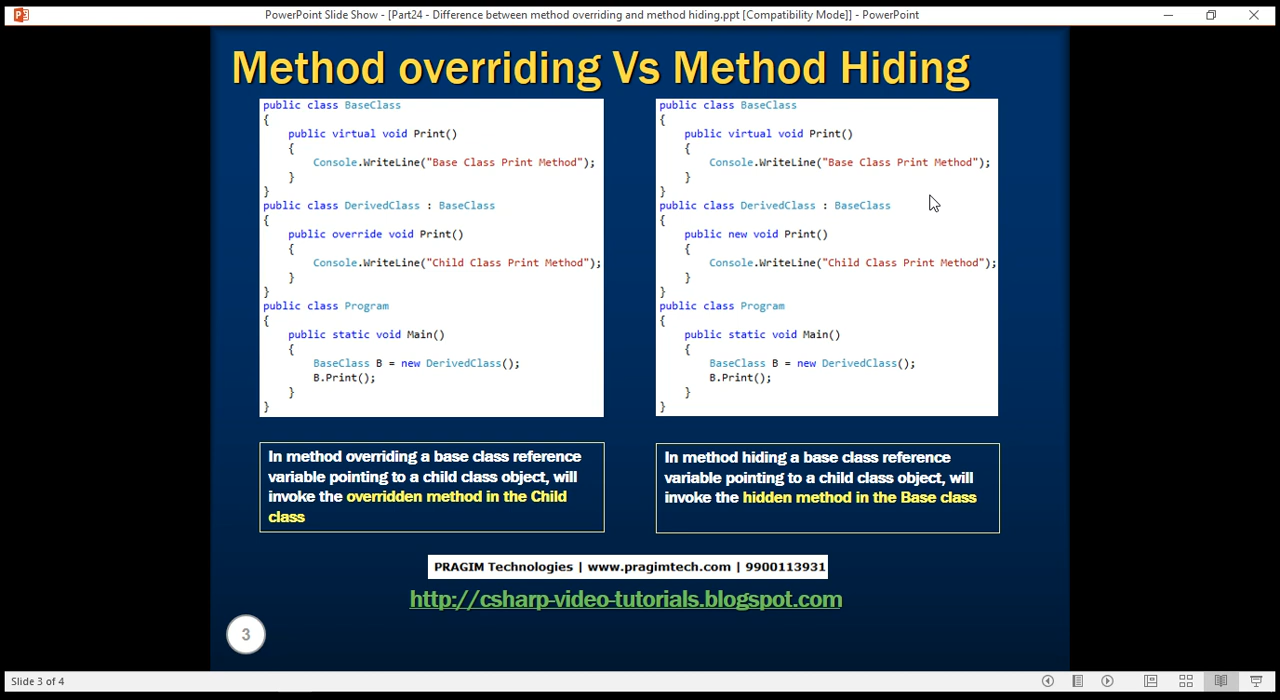 PowerPoint Slide Show - [Part24 - Difference between method overriding and method hiding.ppt [Compatibility Mode]] - PowerPoint
Method overriding Vs Method Hiding
public class BaseClass
{
public virtual void Print()
{
Console.WriteLine("Base Class Print Method");
}
}
public class DerivedClass : BaseClass
{
public override void Print()
{
Console.WriteLine("Child Class Print Method");
}
}
public class Program
{
public static void Main()
{
BaseClass B = new DerivedClass();
B.Print();
}
}
public class BaseClass
{
public virtual void Print()
{
Console.WriteLine("Base Class Print Method");
}
}
public class DerivedClass : BaseClass
{
public new void Print()
{
Console.WriteLine("Child Class Print Method");
}
}
public class Program
{
public static void Main()
{
BaseClass B = new DerivedClass();
B.Print();
}
}
In method overriding a base class reference
variable pointing to a child class object, will
invoke the overridden method in the Child
class
In method hiding a base class reference
variable pointing to a child class object, will
invoke the hidden method in the Base class
PRAGIM Technologies | www.pragimtech.com | 9900113931
http://csharp-video-tutorials.blogspot.com
3
Slide 3 of 4